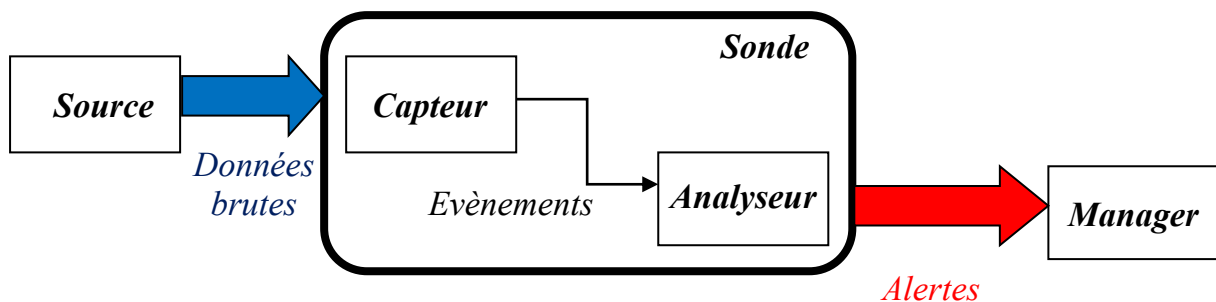 Sonde
Source
Capteur
Données
brutes
Evènements
Analyseur
Manager
Alertes